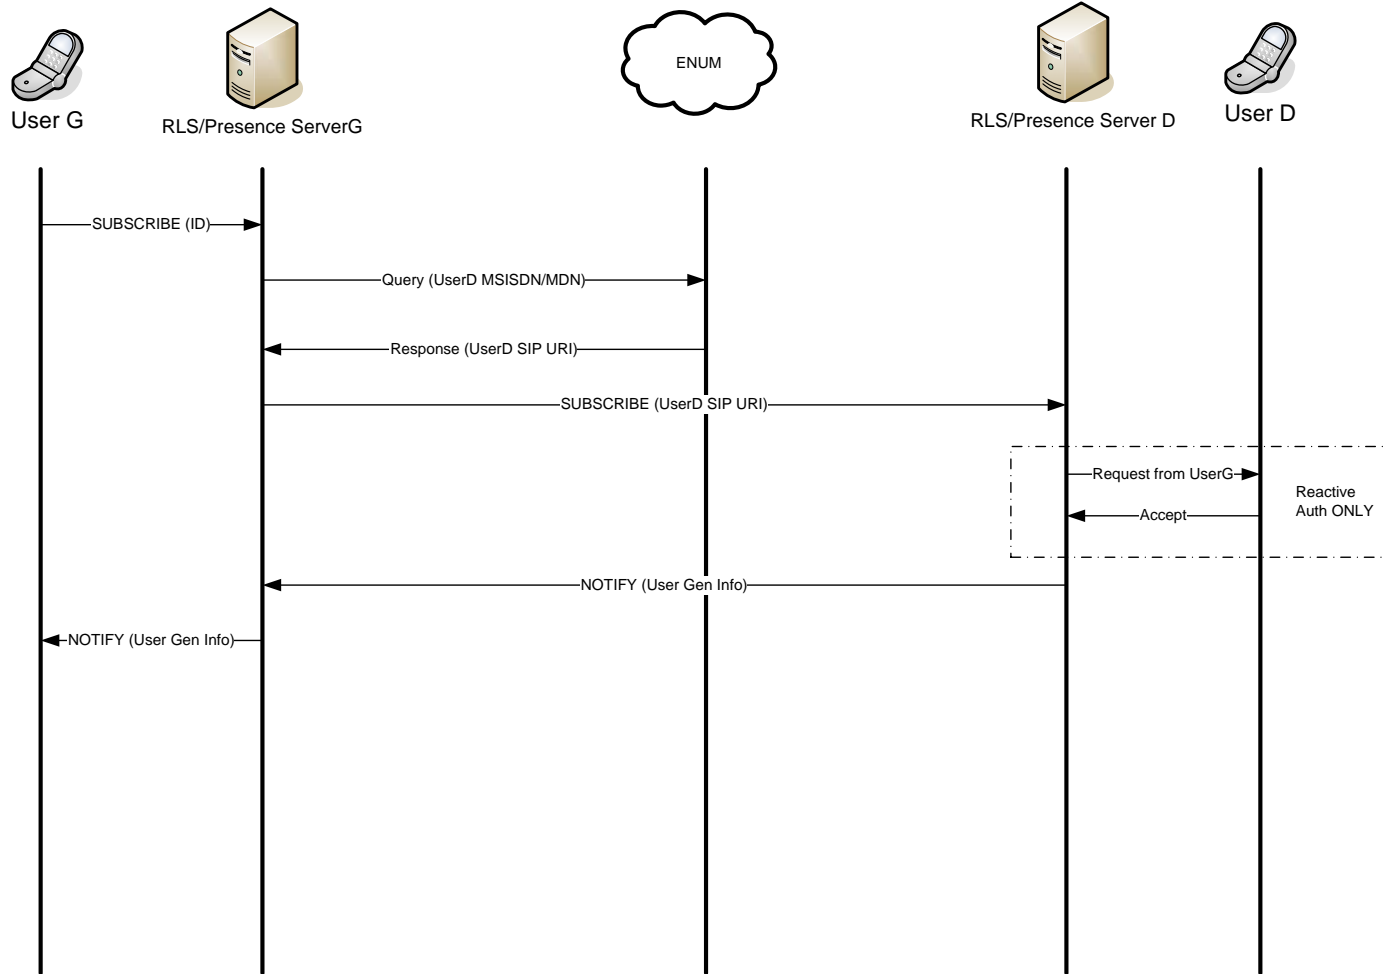 ENUM
User G
RLS/Presence ServerG
RLS/Presence Server D
User D
SUBSCRIBE (ID)
Query (UserD MSISDN/MDN)
Response (UserD SIP URI)
SUBSCRIBE (UserD SIP URI)
Request from UserG
Reactive
Auth ONLY
Accept
NOTIFY (User Gen Info)
NOTIFY (User Gen Info)